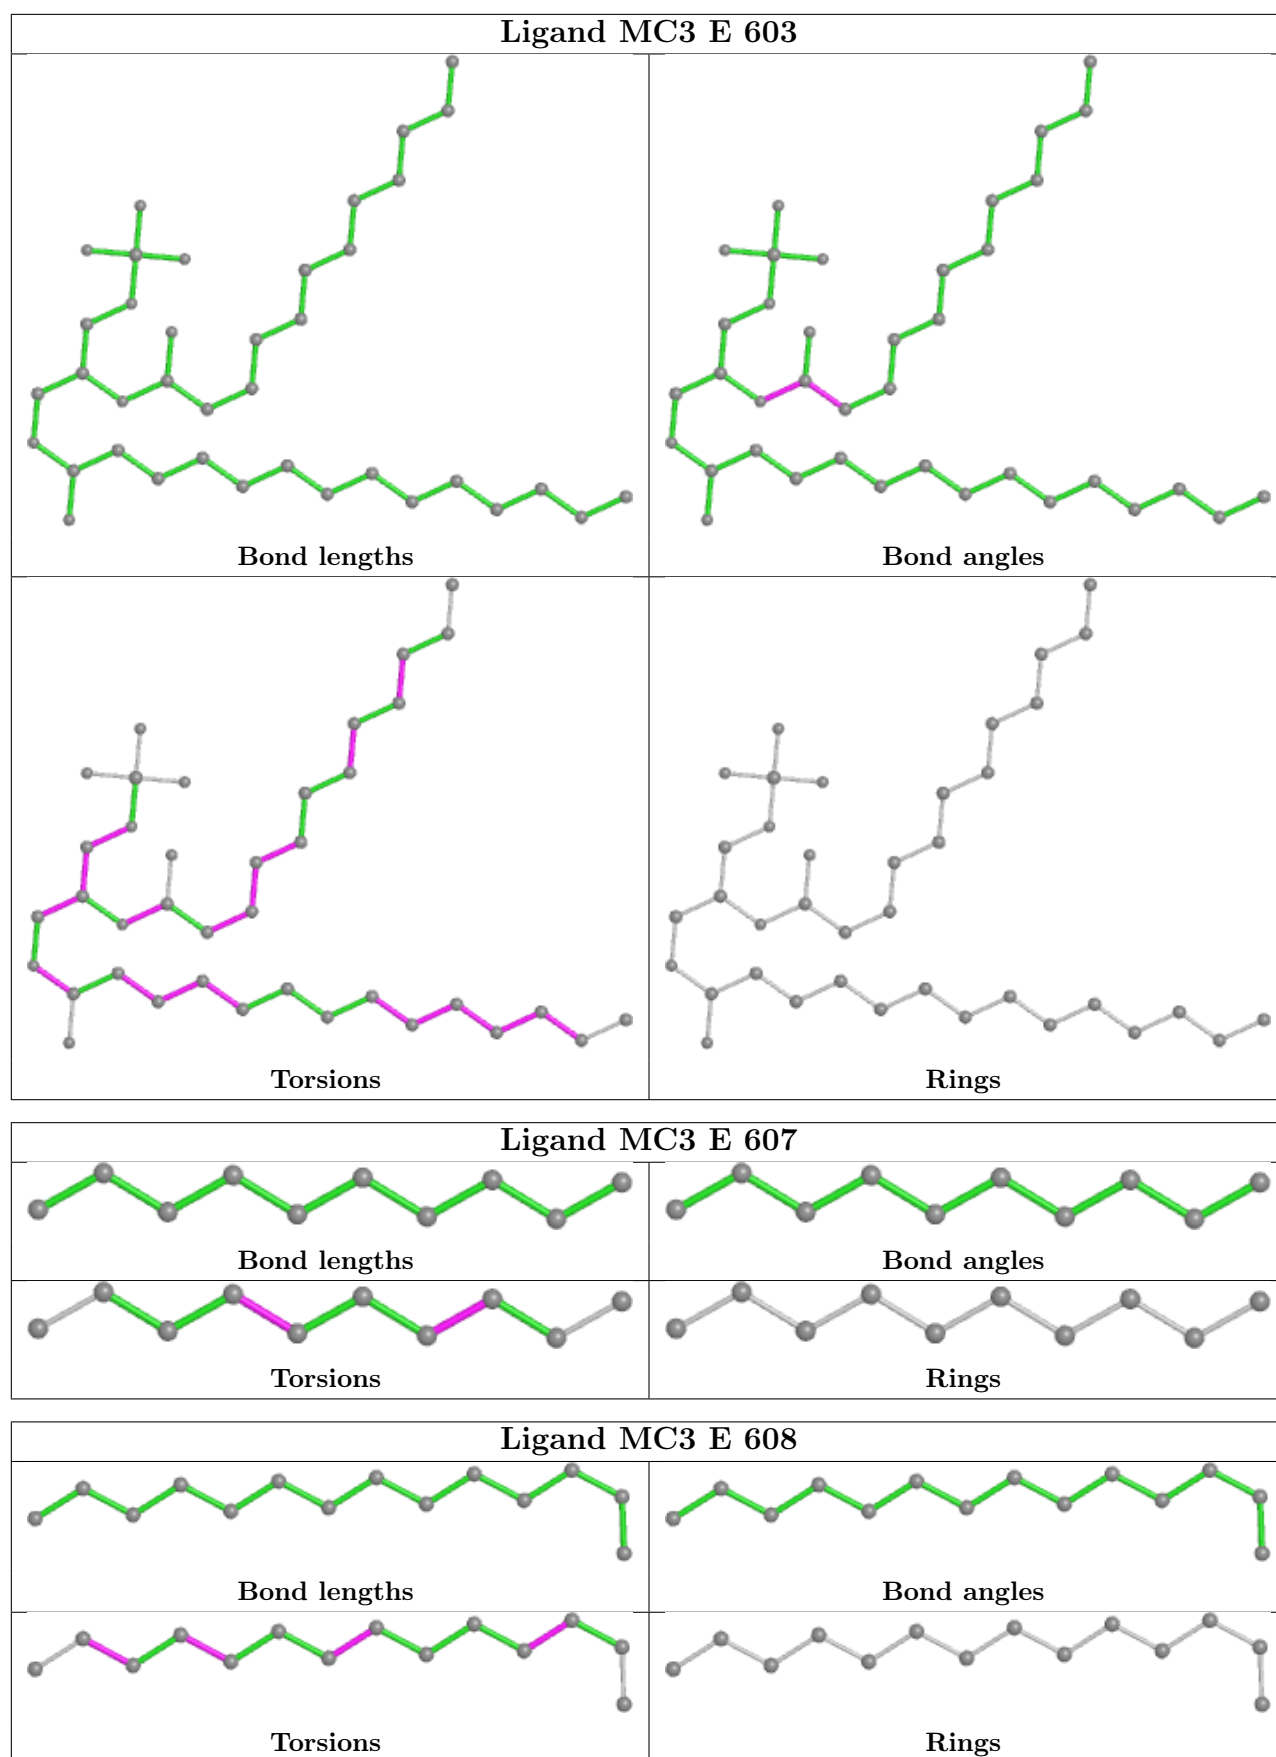 Ligand MC3 E 603
Bond lengths
Bond angles
Torsions
Rings
Ligand MC3 E 607
Bond lengths
Bond angles
Torsions
Rings
Ligand MC3 E 608
Bond lengths
Bond angles
Torsions
Rings